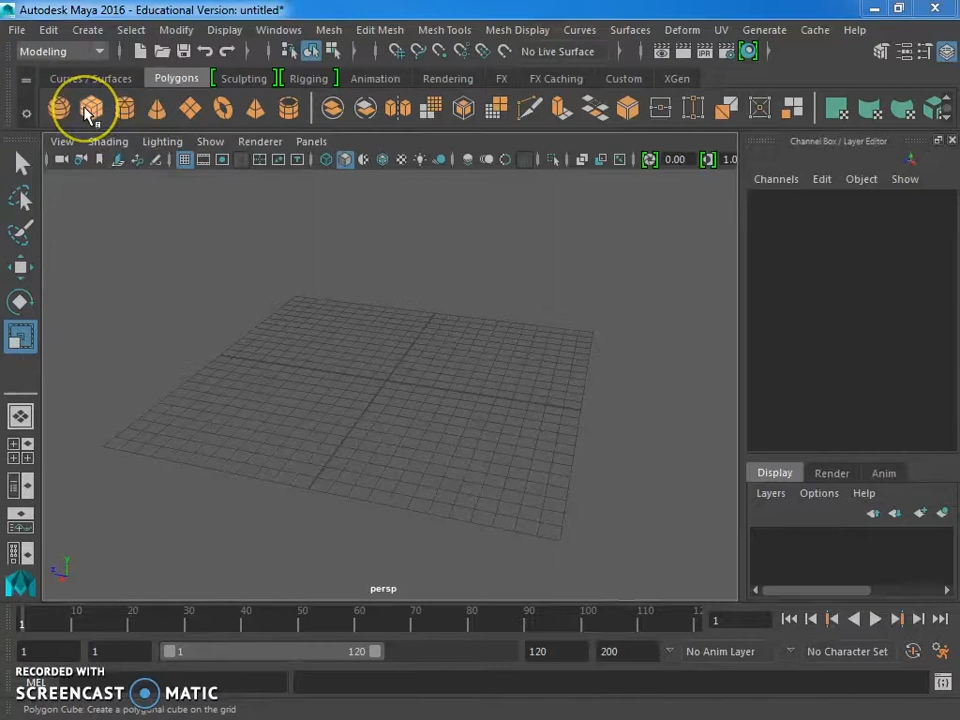 Autodesk Maya 2016 - Educational Version: untitled*
File Edit Create Select Modify Display Windows Mesh Edit Mesh Mesh Tools Mesh Display Curves Surfaces Deform UV Generate Cache Help
Modeling No Live Surface
Curves / Surfaces Polygons Sculpting Rigging Animation Rendering FX FX Caching Custom XGen
View Shading Lighting Show Renderer Panels
Channel Box / Layer Editor
0.00 1.0
Channels Edit Object Show
Display Render Anim
Layers Options Help
persp
1 10 20 30 40 50 60 70 80 90 100 110 12
1
1 1 1 120 120 200 No Anim Layer No Character Set
RECORDED WITH
MEL
SCREENCAST MATIC
Polygon Cube: Create a polygonal cube on the grid